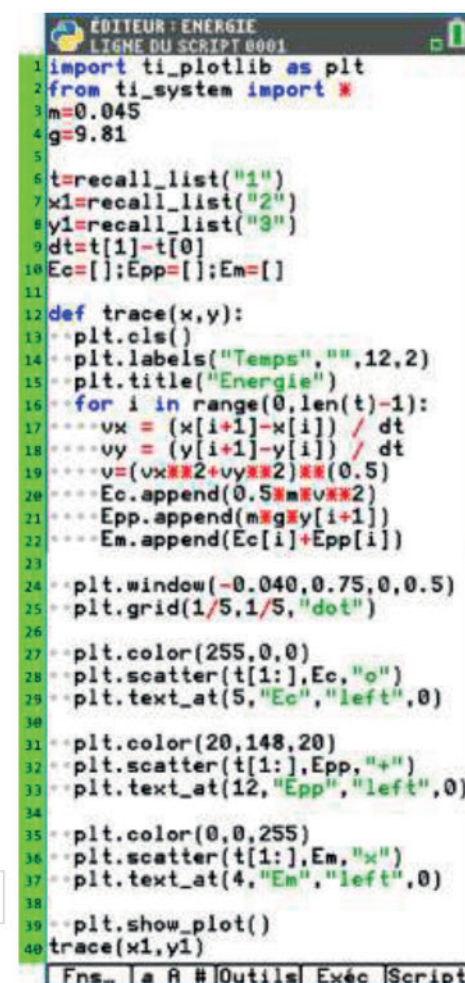 ÉDITEUR : ENERGIE
LIGNE DU SCRIPT 0001
1 import ti_plotlib as plt
2 from ti_system import *
3 m=0.045
4 g=9.81
5
6 t=recall_list("1")
7 x1=recall_list("2")
8 y1=recall_list("3")
9 dt=t[1]-t[0]
10 Ec=[];Epp=[];Em=[]
11
12 def trace(x,y):
13 ··plt.cls()
14 ··plt.labels("Temps","",12,2)
15 ··plt.title("Energie")
16 ··for i in range(0,len(t)-1):
17 ····vx = (x[i+1]-x[i]) / dt
18 ····vy = (y[i+1]-y[i]) / dt
19 ····v=(vx**2+vy**2)**(0.5)
20 ····Ec.append(0.5*m*v**2)
21 ····Epp.append(m*g*y[i+1])
22 ····Em.append(Ec[i]+Epp[i])
23
24 ··plt.window(-0.040,0.75,0,0.5)
25 ··plt.grid(1/5,1/5,"dot")
26
27 ··plt.color(255,0,0)
28 ··plt.scatter(t[1:],Ec,"o")
29 ··plt.text_at(5,"Ec","left",0)
30
31 ··plt.color(20,148,20)
32 ··plt.scatter(t[1:],Epp,"+")
33 ··plt.text_at(12,"Epp","left",0)
34
35 ··plt.color(0,0,255)
36 ··plt.scatter(t[1:],Em,"x")
37 ··plt.text_at(4,"Em","left",0)
38
39 ··plt.show_plot()
40 trace(x1,y1)
Fns… a A # Outils Exéc Script